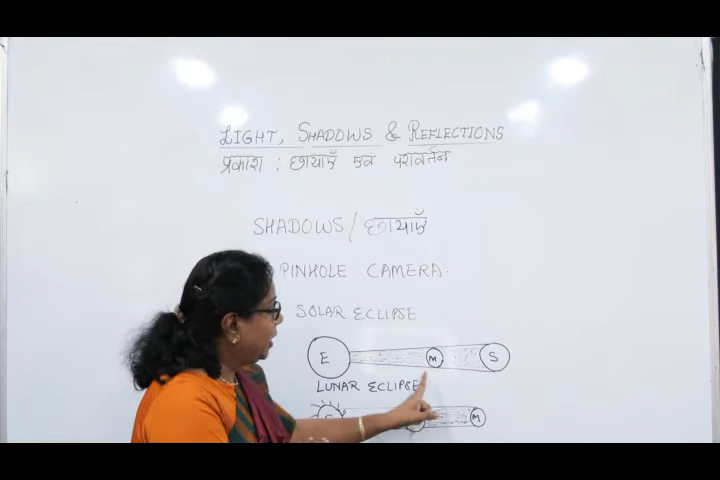 LIGHT, SHADOWS & REFLECTIONS
प्रकाश : छायाएँ एवं परावर्तन
SHADOWS / छायाएँ
PINHOLE CAMERA
SOLAR ECLIPSE
E M S
LUNAR ECLIPSE
M